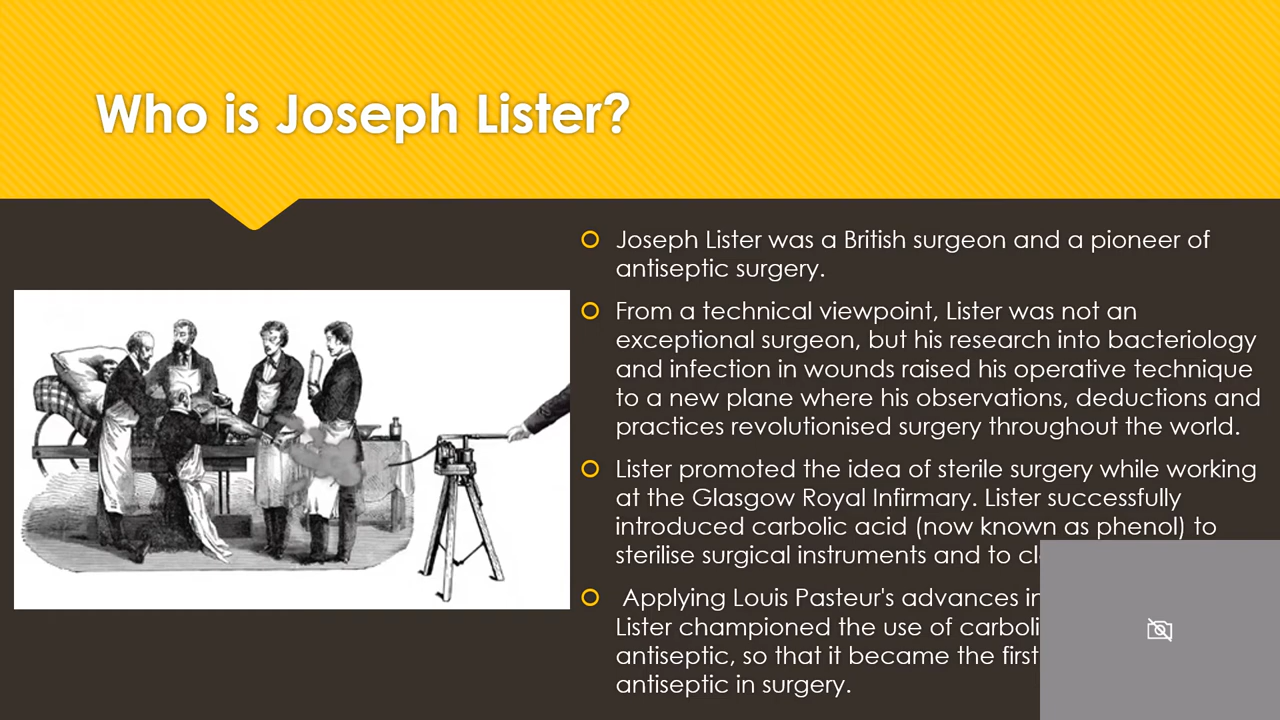 Who is Joseph Lister?
Joseph Lister was a British surgeon and a pioneer of
antiseptic surgery.
From a technical viewpoint, Lister was not an
exceptional surgeon, but his research into bacteriology
and infection in wounds raised his operative technique
to a new plane where his observations, deductions and
practices revolutionised surgery throughout the world.
Lister promoted the idea of sterile surgery while working
at the Glasgow Royal Infirmary. Lister successfully
introduced carbolic acid (now known as phenol) to
sterilise surgical instruments and to
Applying Louis Pasteur's advances in
Lister championed the use of
antiseptic, so that it became the first
antiseptic in surgery.